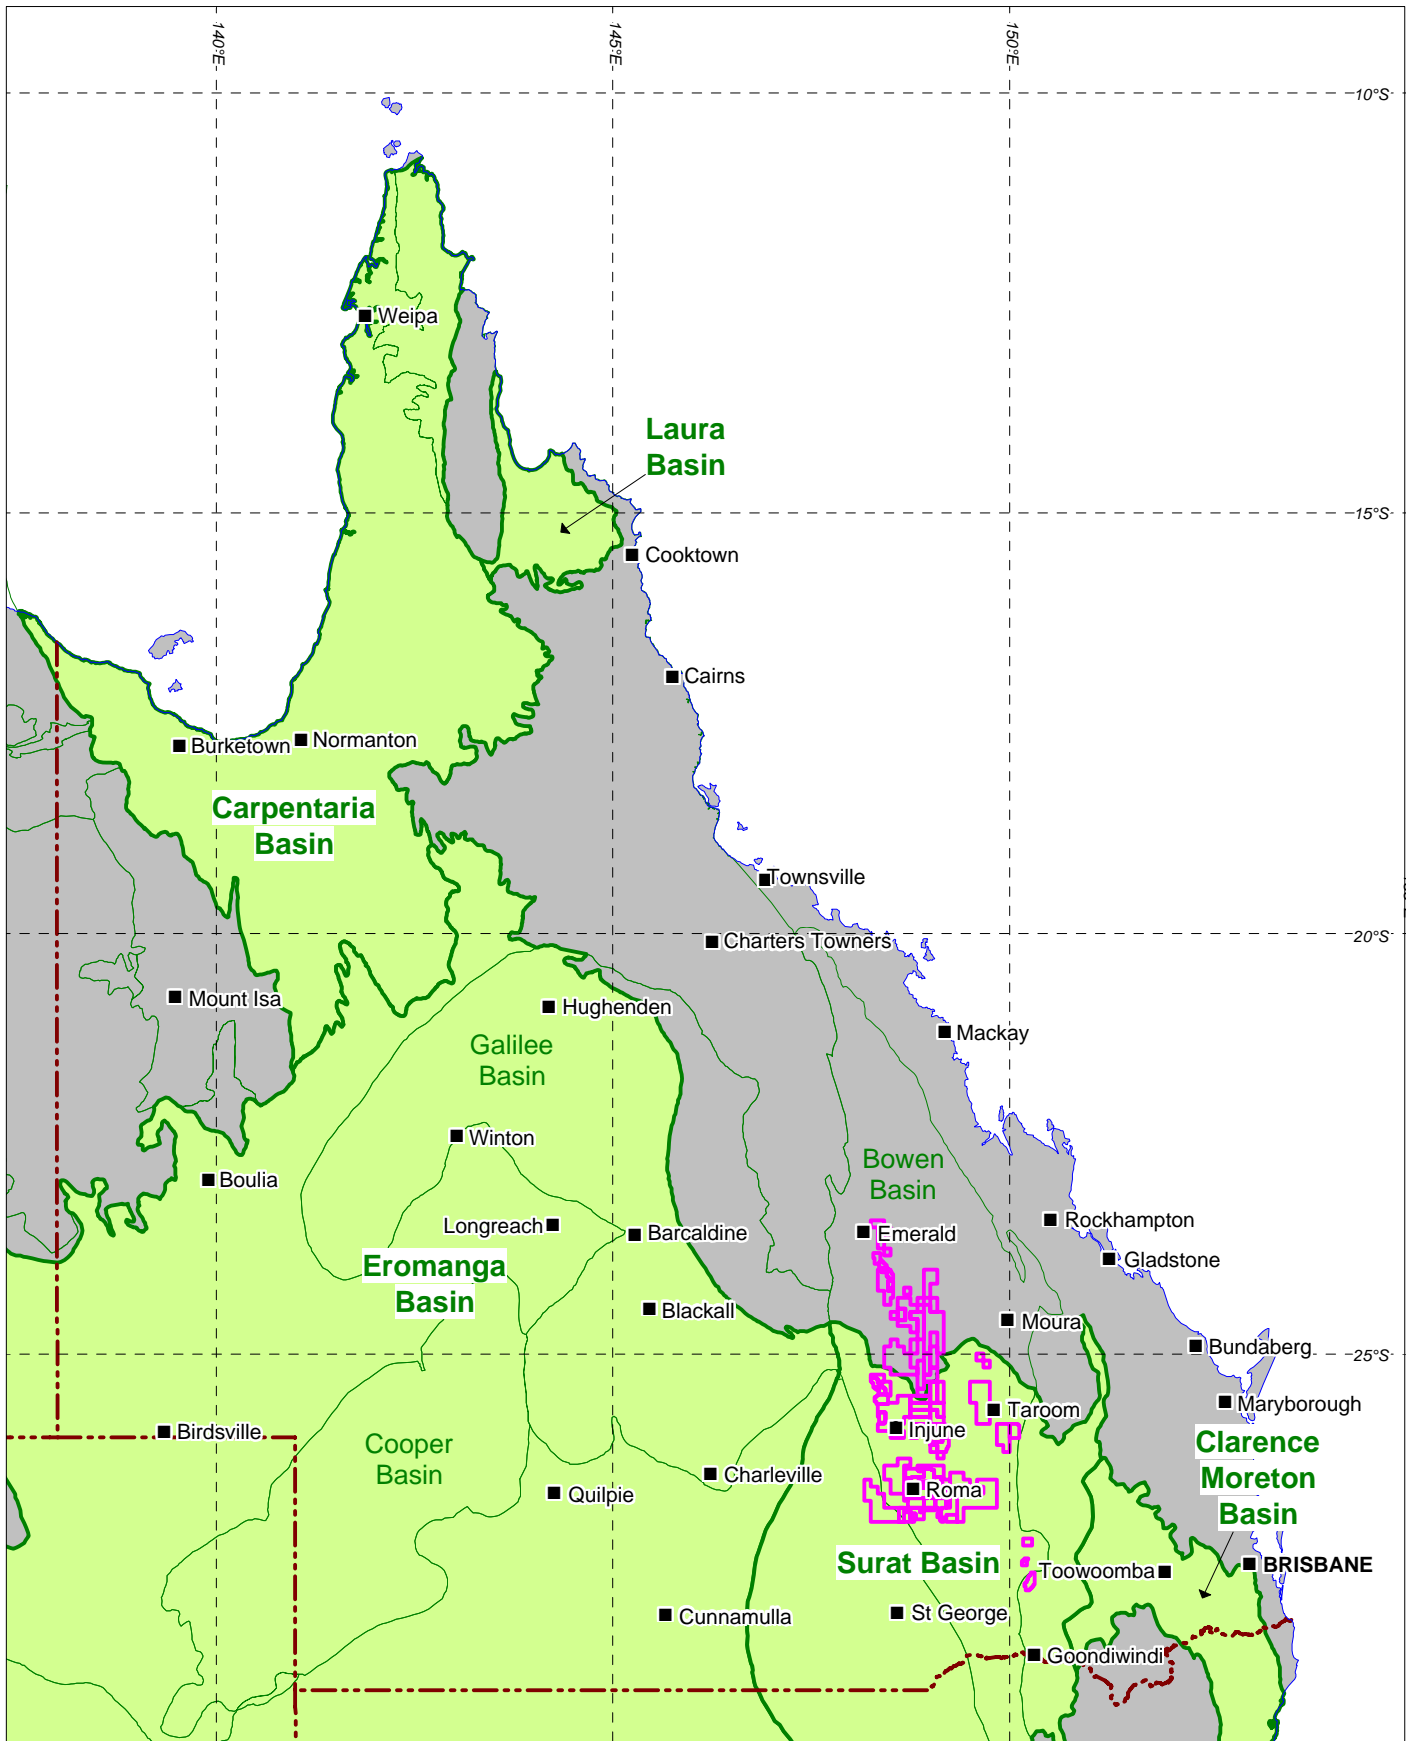 140°E
145°E
150°E
10°S
Weipa
Laura
Basin
15°S
Cooktown
Cairns
Burketown
Normanton
Carpentaria
Basin
Townsville
20°S
Charters Towners
Mount Isa
Hughenden
Mackay
Galilee
Basin
Winton
Bowen
Basin
Boulia
Longreach
Barcaldine
Emerald
Rockhampton
Gladstone
Eromanga
Basin
Blackall
Moura
Bundaberg
25°S
Taroom
Maryborough
Birdsville
Injune
Clarence
Moreton
Basin
Cooper
Basin
Charleville
Quilpie
Roma
Surat Basin
Toowoomba
BRISBANE
Cunnamulla
St George
Goondiwindi